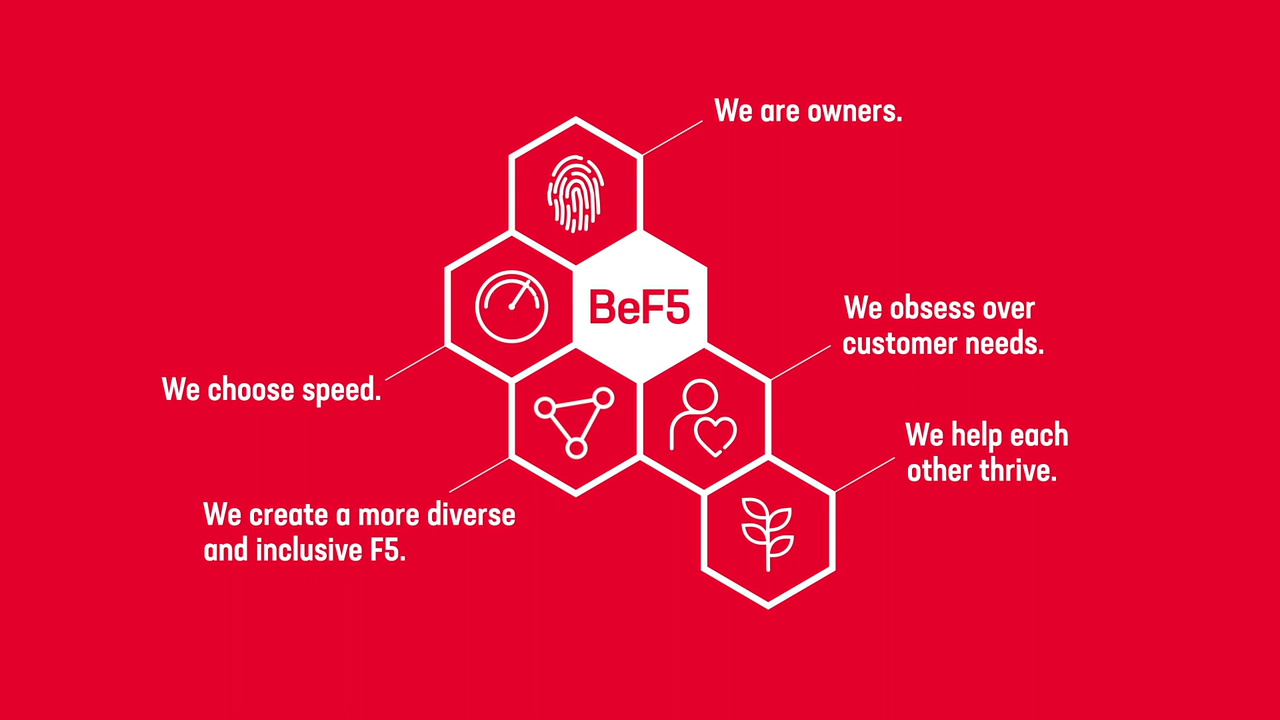 We are owners.
BeF5
We obsess over
customer needs.
We choose speed.
We help each
other thrive.
We create a more diverse
and inclusive F5.